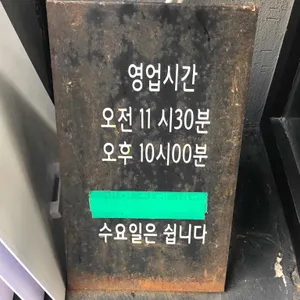 영업시간
오전 11 시30분
오후 10시00분
수요일은 쉽니다